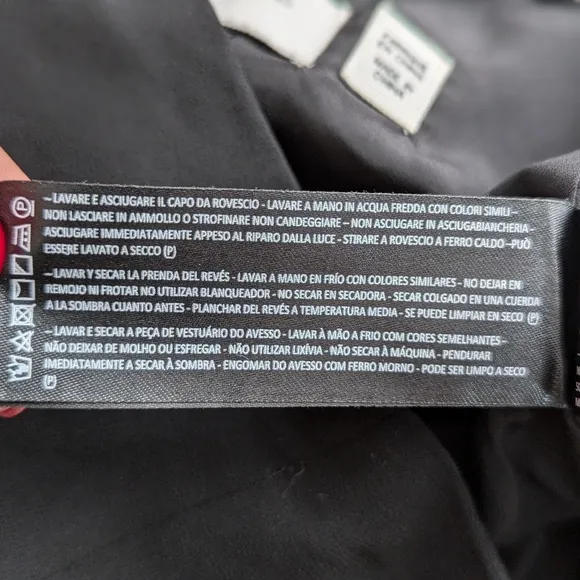 FABRIQUÉ
EN CHINE
MADE IN
CHINA
– LAVARE E ASCIUGARE IL CAPO DA ROVESCIO - LAVARE A MANO IN ACQUA FREDDA CON COLORI SIMILI –
NON LASCIARE IN AMMOLLO O STROFINARE NON CANDEGGIARE – NON ASCIUGARE IN ASCIUGABIANCHERIA –
ASCIUGARE IMMEDIATAMENTE APPESO AL RIPARO DALLA LUCE - STIRARE A ROVESCIO A FERRO CALDO –PUÒ
ESSERE LAVATO A SECCO (P)
–LAVAR Y SECAR LA PRENDA DEL REVÉS - LAVAR A MANO EN FRÍO CON COLORES SIMILARES – NO DEJAR EN
REMOJO NI FROTAR NO UTILIZAR BLANQUEADOR - NO SECAR EN SECADORA - SECAR COLGADO EN UNA CUERDA
A LA SOMBRA CUANTO ANTES - PLANCHAR DEL REVÉS A TEMPERATURA MEDIA - SE PUEDE LIMPIAR EN SECO (P)
–LAVAR E SECAR A PEÇA DE VESTUÁRIO DO AVESSO - LAVAR À MÃO A FRIO COM CORES SEMELHANTES –
NÃO DEIXAR DE MOLHO OU ESFREGAR - NÃO UTILIZAR LIXÍVIA - NÃO SECAR À MÁQUINA - PENDURAR
IMEDIATAMENTE A SECAR À SOMBRA - ENGOMAR DO AVESSO COM FERRO MORNO - PODE SER LIMPO A SECO
(P)